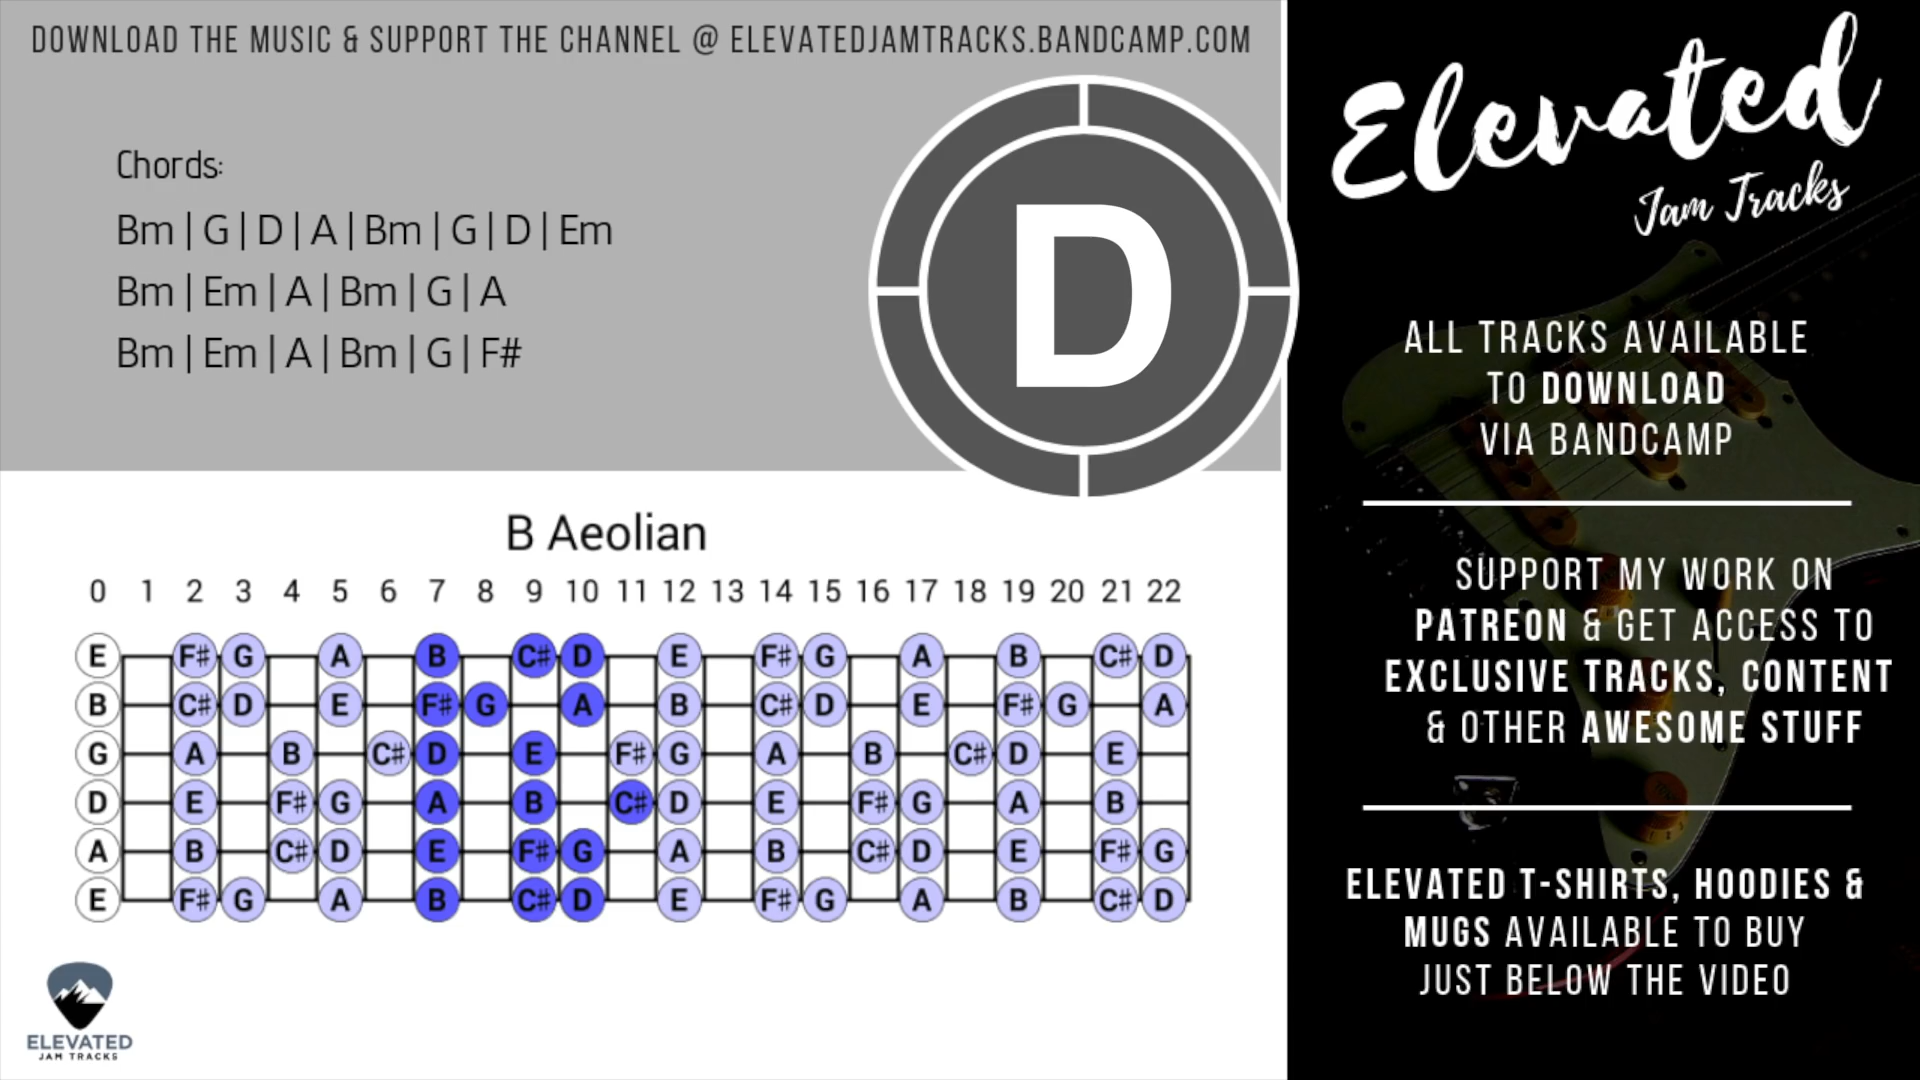 DOWNLOAD THE MUSIC & SUPPORT THE CHANNEL @ ELEVATEDJAMTRACKS.BANDCAMP.COM
Chords:
Bm | G | D | A | Bm | G | D | Em
Bm | Em | A | Bm | G | A
Bm | Em | A | Bm | G | F#
D
B Aeolian
0 1 2 3 4 5 6 7 8 9 10 11 12 13 14 15 16 17 18 19 20 21 22
E F# G A B C# D E F# G A B C# D
B C# D E F# G A B C# D E F# G A
G A B C# D E F# G A B C# D E
D E F# G A B C# D E F# G A B
A B C# D E F# G A B C# D E F# G
E F# G A B C# D E F# G A B C# D
ELEVATED
JAM TRACKS
Elevated
Jam Tracks
ALL TRACKS AVAILABLE
TO DOWNLOAD
VIA BANDCAMP
SUPPORT MY WORK ON
PATREON & GET ACCESS TO
EXCLUSIVE TRACKS, CONTENT
& OTHER AWESOME STUFF
ELEVATED T-SHIRTS, HOODIES &
MUGS AVAILABLE TO BUY
JUST BELOW THE VIDEO